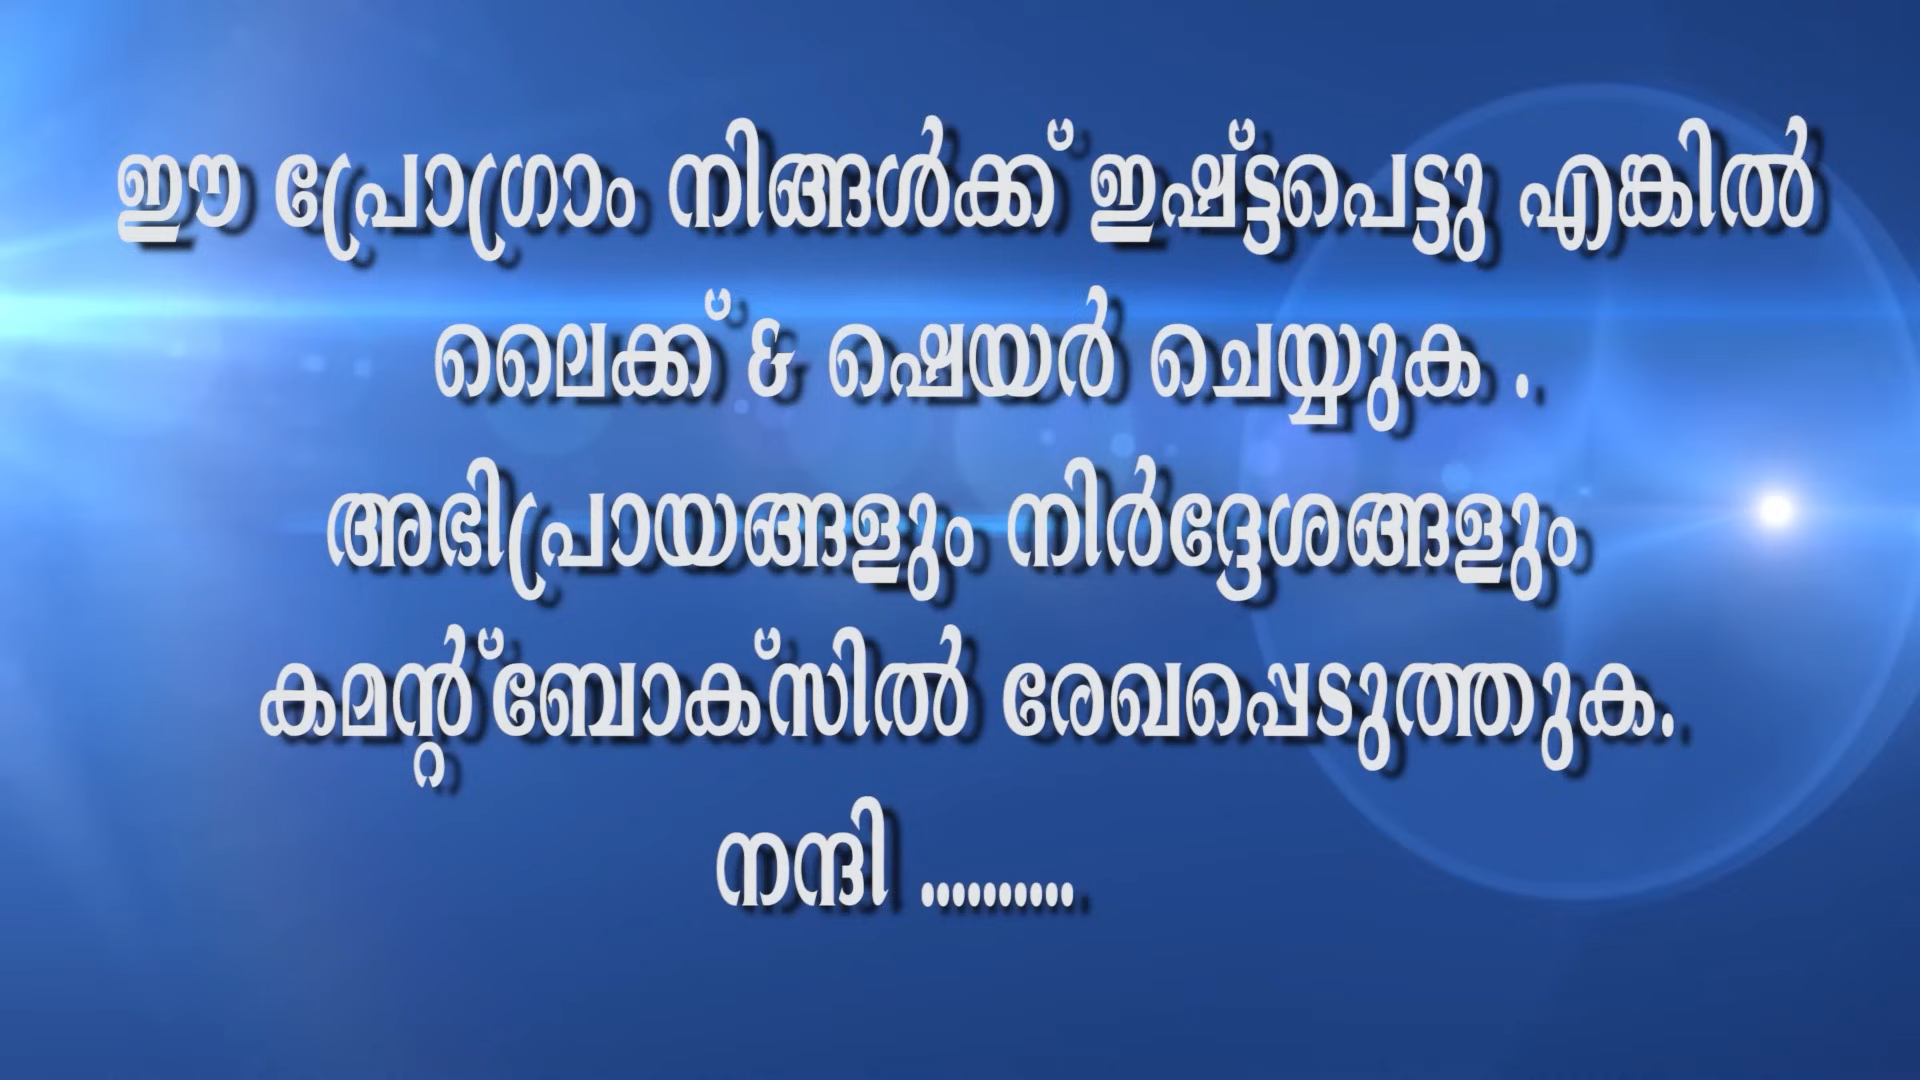 ഈ പ്രോഗ്രാം നിങ്ങൾക്ക് ഇഷ്ട്ടപെട്ടു എങ്കിൽ
ലൈക്ക് & ഷെയർ ചെയ്യുക .
അഭിപ്രായങ്ങളും നിർദ്ദേശങ്ങളും
കമന്റ്ബോക്സിൽ രേഖപ്പെടുത്തുക.
നന്ദി ..........